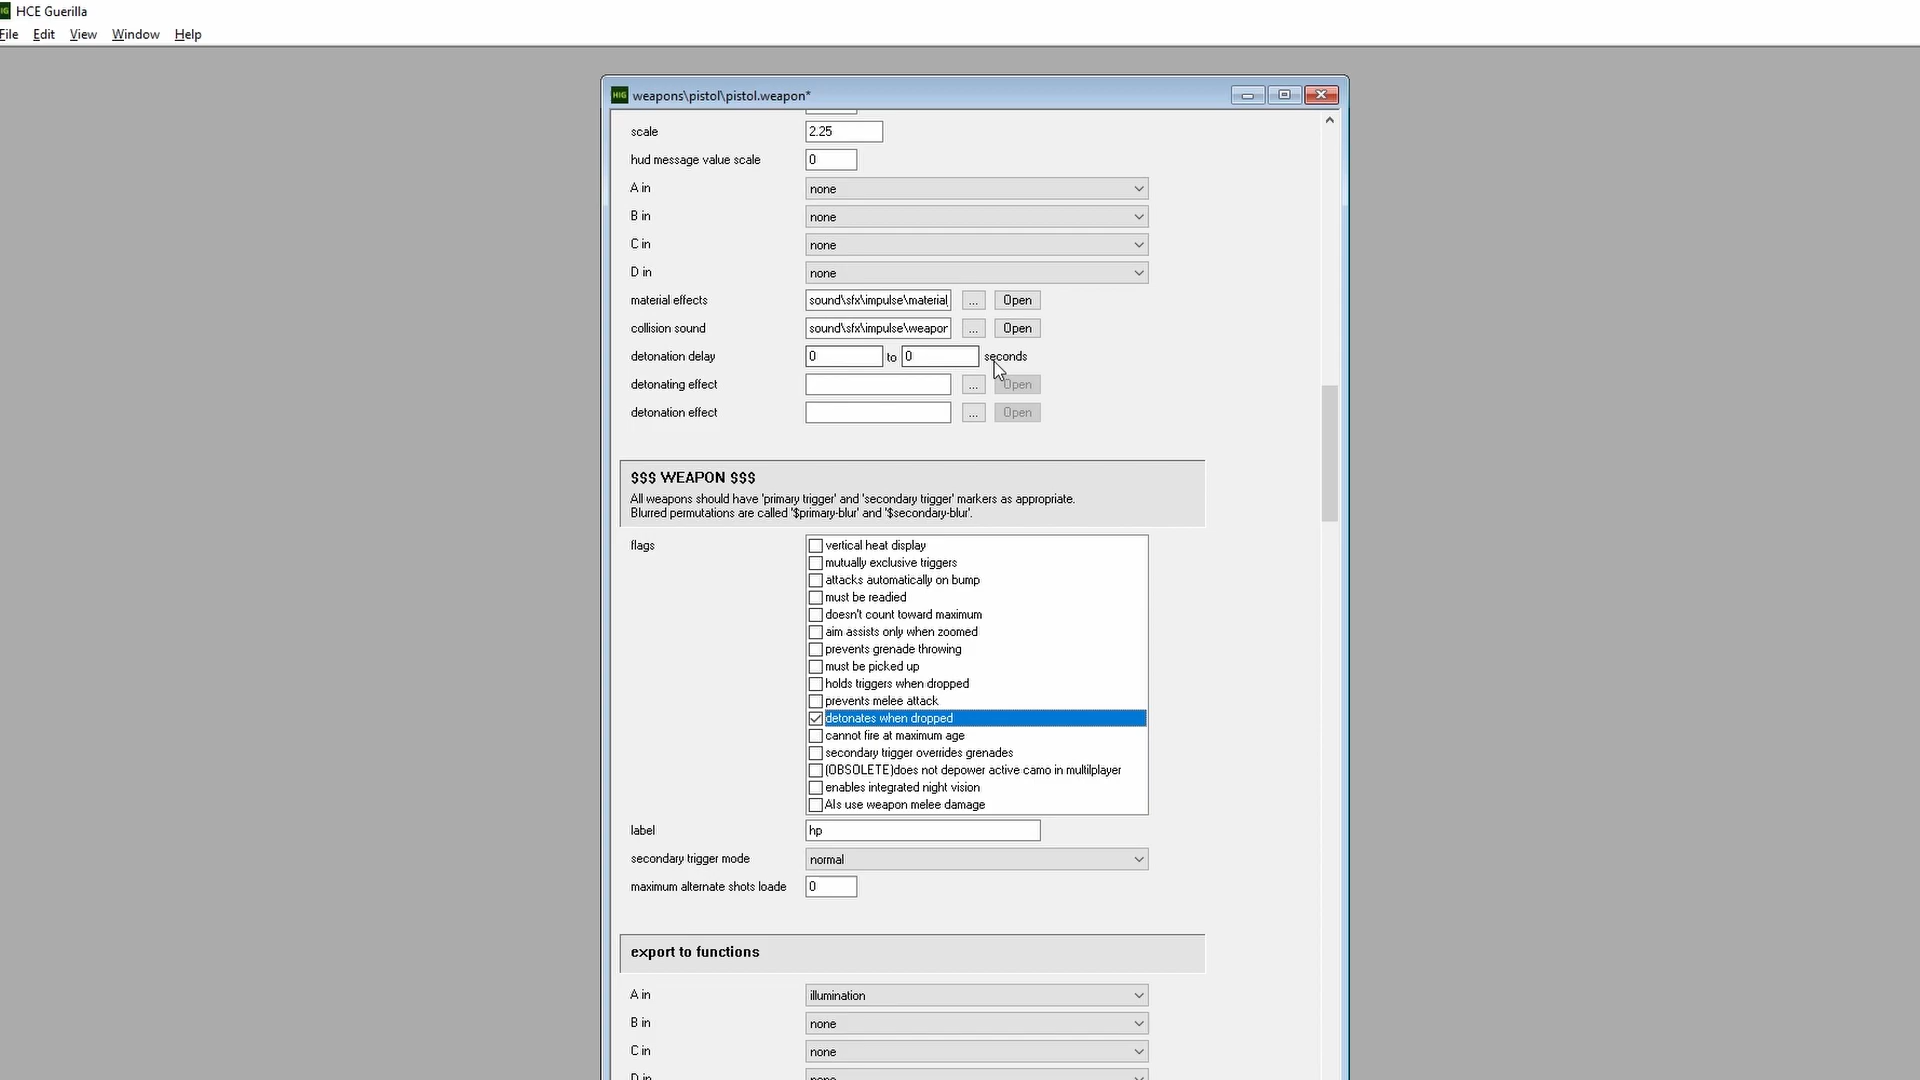 HCE Guerilla
File Edit View Window Help
weapons\pistol\pistol.weapon*
scale 2.25
hud message value scale 0
A in none
B in none
C in none
D in none
material effects sound\sfx\impulse\material_ ... Open
collision sound sound\sfx\impulse\weapon ... Open
detonation delay 0 to 0 seconds
detonating effect ... Open
detonation effect ... Open
$$$ WEAPON $$$
All weapons should have 'primary trigger' and 'secondary trigger' markers as appropriate.
Blurred permutations are called '$primary-blur' and '$secondary-blur'.
flags
vertical heat display
mutually exclusive triggers
attacks automatically on bump
must be readied
doesn't count toward maximum
aim assists only when zoomed
prevents grenade throwing
must be picked up
holds triggers when dropped
prevents melee attack
detonates when dropped
cannot fire at maximum age
secondary trigger overrides grenades
(OBSOLETE)does not depower active camo in multilplayer
enables integrated night vision
AIs use weapon melee damage
label hp
secondary trigger mode normal
maximum alternate shots loade 0
export to functions
A in illumination
B in none
C in none
D in none